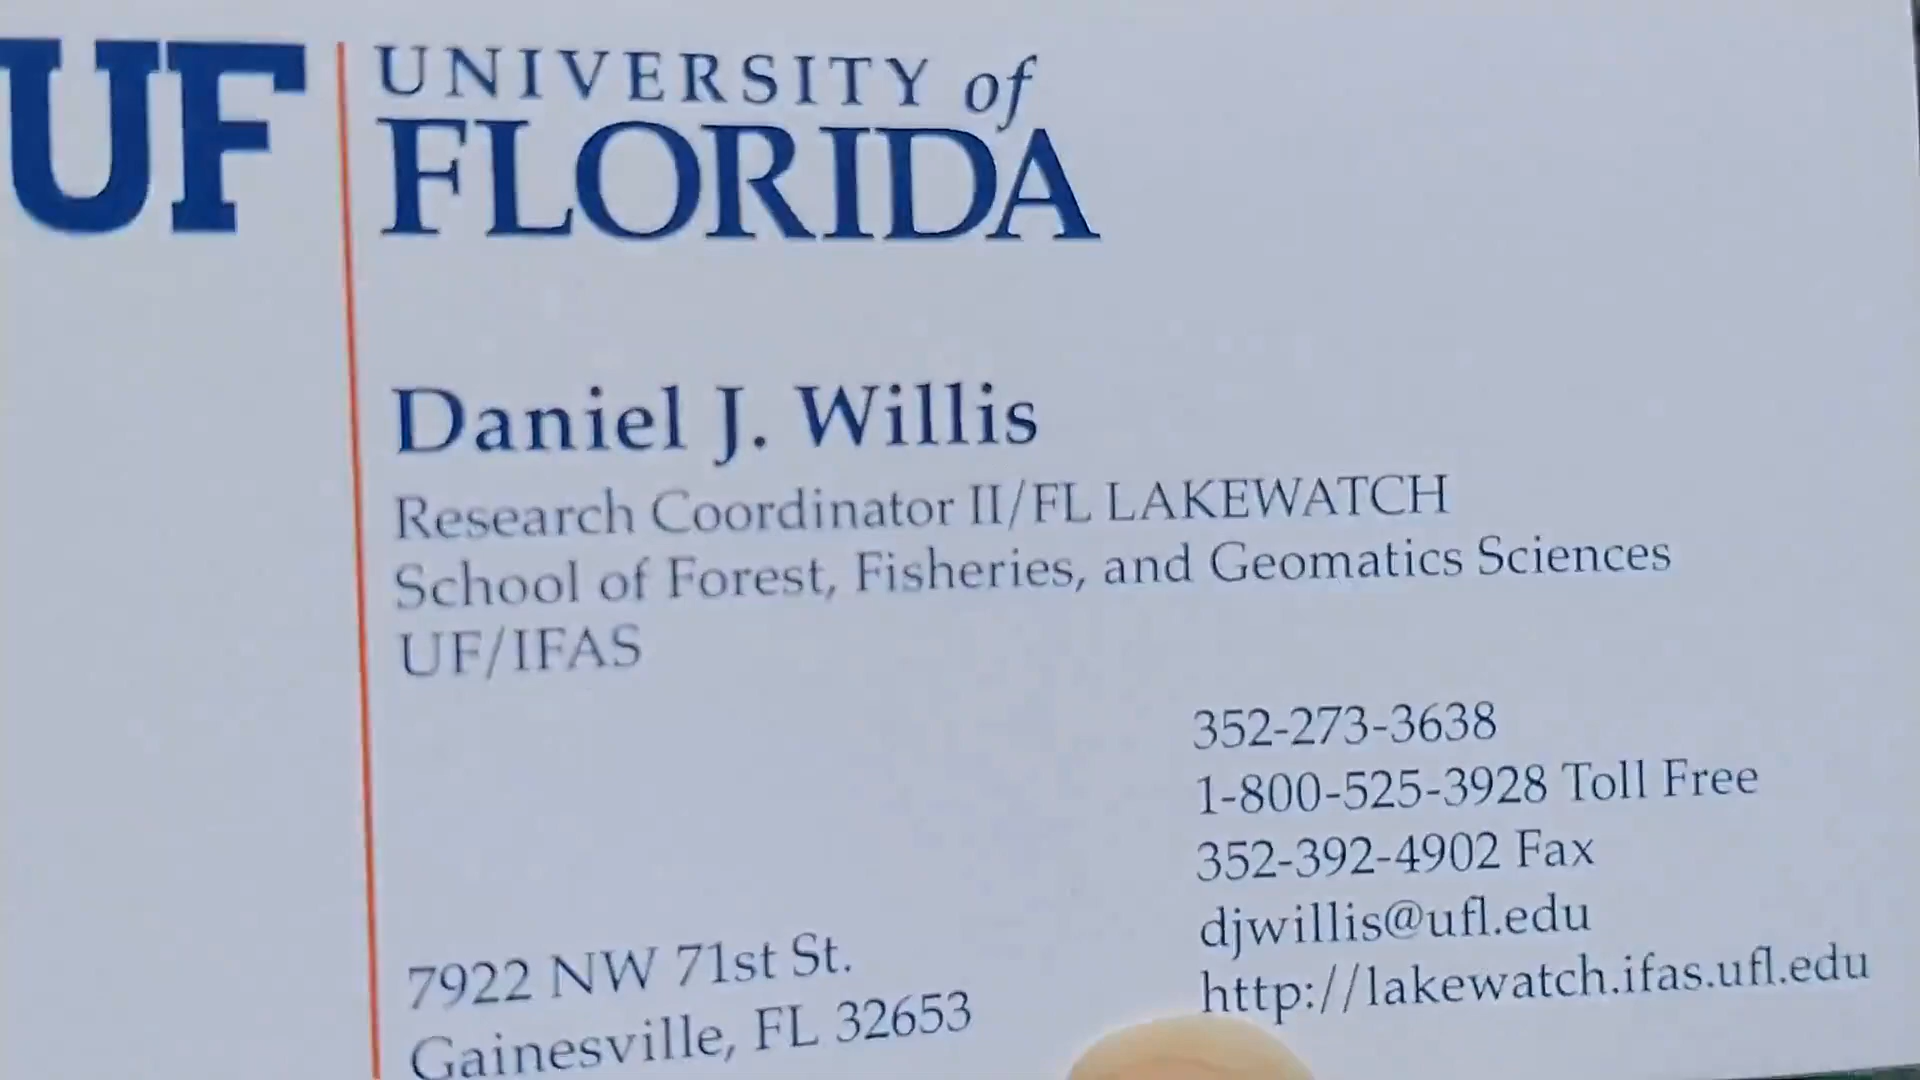 UF
UNIVERSITY of
FLORIDA
Daniel J. Willis
Research Coordinator II/FL LAKEWATCH
School of Forest, Fisheries, and Geomatics Sciences
UF/IFAS
352-273-3638
1-800-525-3928 Toll Free
352-392-4902 Fax
djwillis@ufl.edu
http://lakewatch.ifas.ufl.edu
7922 NW 71st St.
Gainesville, FL 32653